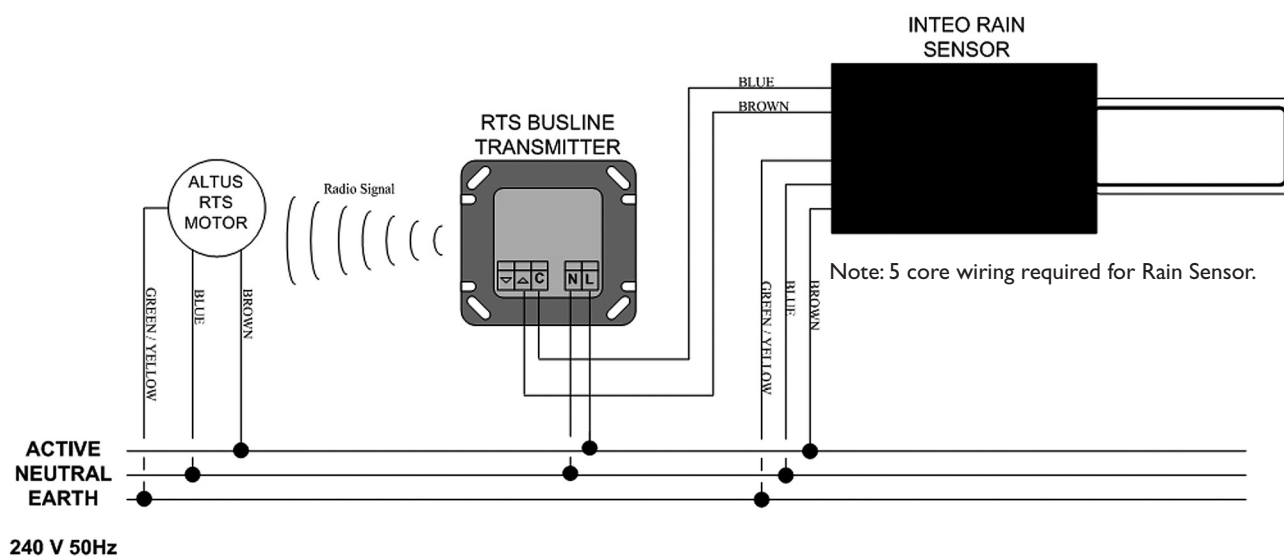 INTEO RAIN
SENSOR
BLUE
BROWN
RTS BUSLINE
TRANSMITTER
ALTUS
RTS
MOTOR
Radio Signal
C
N
L
Note: 5 core wiring required for Rain Sensor.
GREEN / YELLOW
BLUE
BROWN
GREEN / YELLOW
BLUE
BROWN
ACTIVE
NEUTRAL
EARTH
240 V 50Hz